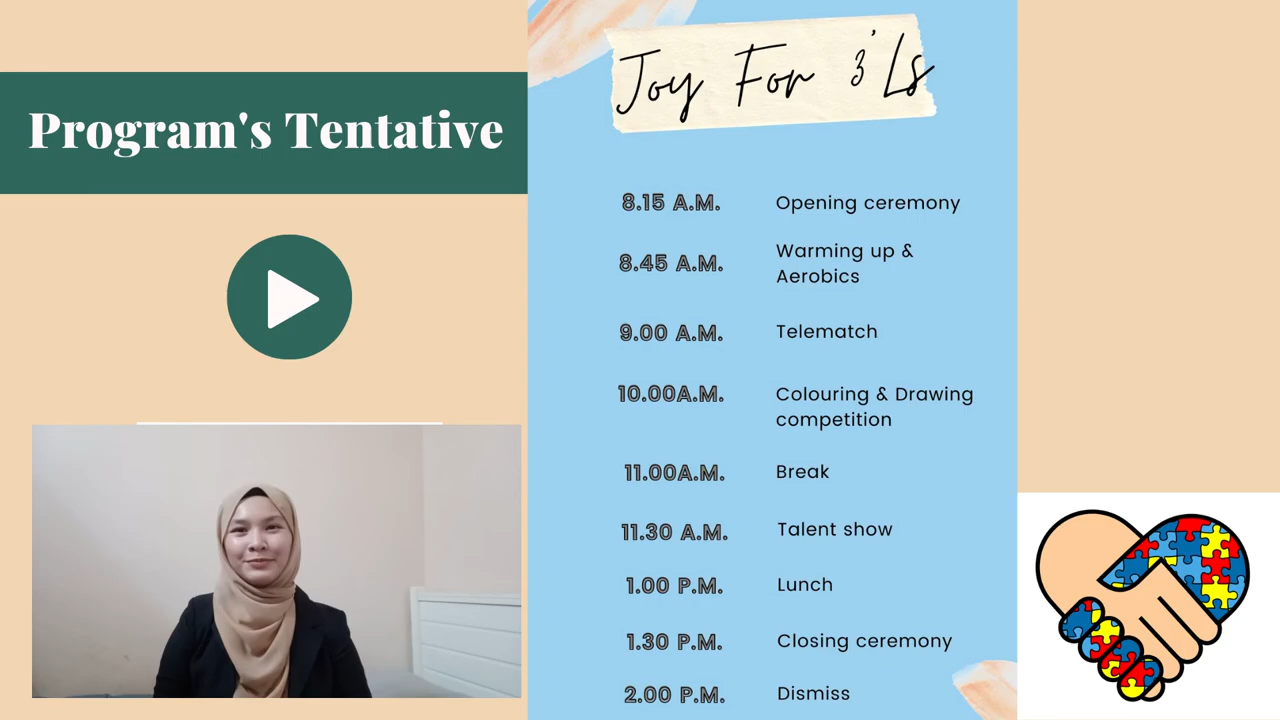 Program's Tentative
Joy For 3'Ls
8.15 A.M. Opening ceremony
8.45 A.M. Warming up &
Aerobics
9.00 A.M. Telematch
10.00A.M. Colouring & Drawing
competition
11.00A.M. Break
11.30 A.M. Talent show
1.00 P.M. Lunch
1.30 P.M. Closing ceremony
2.00 P.M. Dismiss